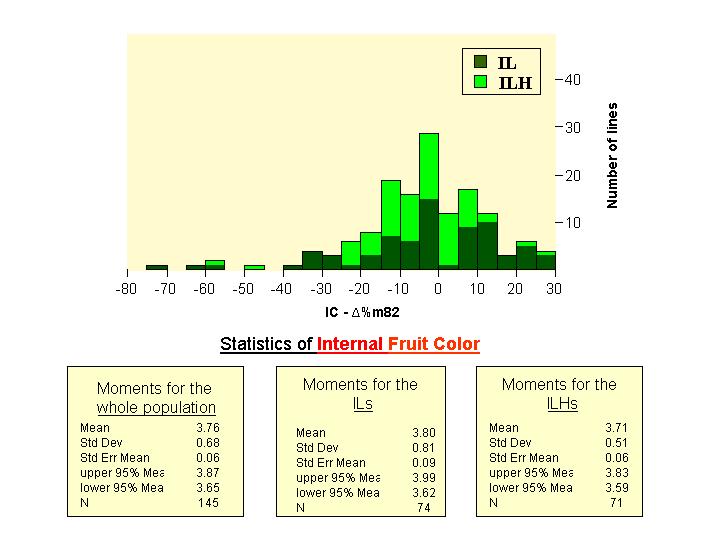 IL
ILH
40
30
20
10
Number of lines
-80 -70 -60 -50 -40 -30 -20 -10 0 10 20 30
IC - Δ%m82
Statistics of Internal Fruit Color
Moments for the
whole population
Mean 3.76
Std Dev 0.68
Std Err Mean 0.06
upper 95% Mea 3.87
lower 95% Mea 3.65
N 145
Moments for the
ILs
Mean 3.80
Std Dev 0.81
Std Err Mean 0.09
upper 95% Mea 3.99
lower 95% Mea 3.62
N 74
Moments for the
ILHs
Mean 3.71
Std Dev 0.51
Std Err Mean 0.06
upper 95% Mea 3.83
lower 95% Mea 3.59
N 71